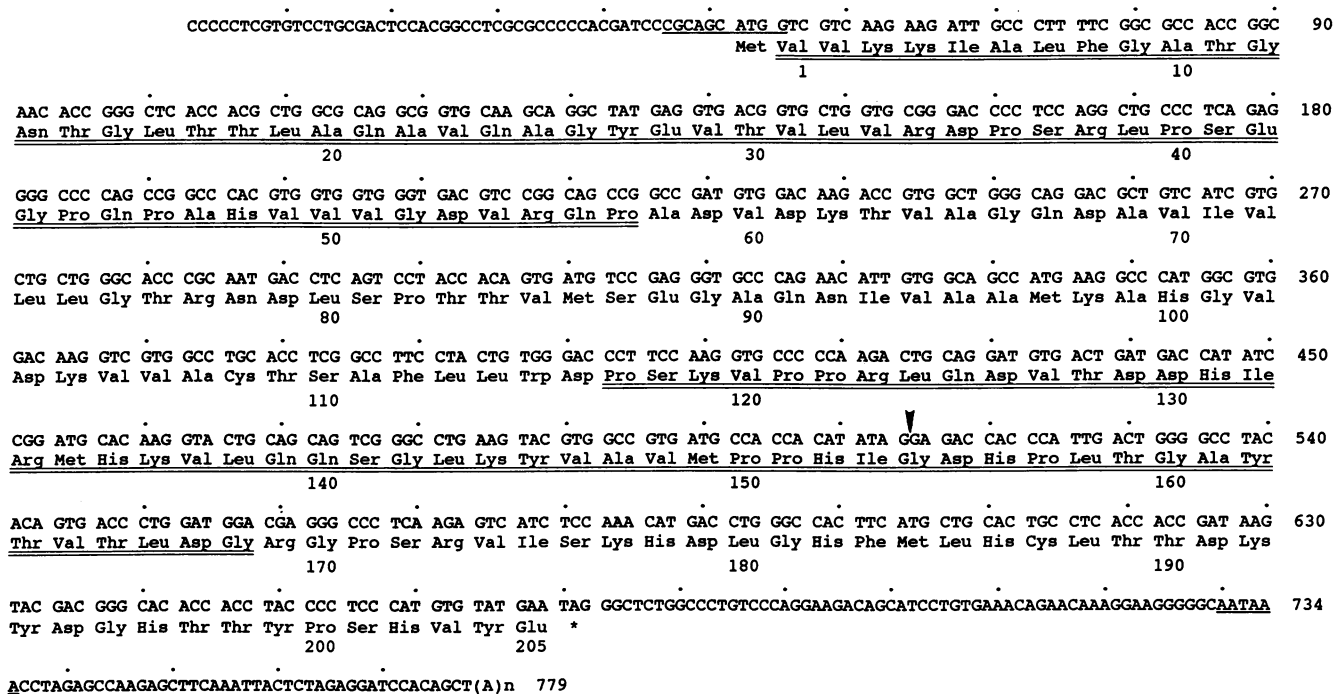 CCCCCTCGTGTCCTGCGACTCCACGGCCTCGCGCCCCCACGATCCCGCAGC ATG GTC GTC AAG AAG ATT GCC CTT TTC GGC GCC ACC GGC 90
Met Val Val Lys Lys Ile Ala Leu Phe Gly Ala Thr Gly
1 10
AAC ACC GGG CTC ACC ACG CTG GCG CAG GCG GTG CAA GCA GGC TAT GAG GTG ACG GTG CTG GTG CGG GAC CCC TCC AGG CTG CCC TCA GAG 180
Asn Thr Gly Leu Thr Thr Leu Ala Gln Ala Val Gln Ala Gly Tyr Glu Val Thr Val Leu Val Arg Asp Pro Ser Arg Leu Pro Ser Glu
20 30 40
GGG CCC CAG CCG GCC CAC GTG GTG GTG GGT GAC GTC CGG CAG CCG GCC GAT GTG GAC AAG ACC GTG GCT GGG CAG GAC GCT GTC ATC GTG 270
Gly Pro Gln Pro Ala His Val Val Val Gly Asp Val Arg Gln Pro Ala Asp Val Asp Lys Thr Val Ala Gly Gln Asp Ala Val Ile Val
50 60 70
CTG CTG GGC ACC CGC AAT GAC CTC AGT CCT ACC ACA GTG ATG TCC GAG GGT GCC CAG AAC ATT GTG GCA GCC ATG AAG GCC CAT GGC GTG 360
Leu Leu Gly Thr Arg Asn Asp Leu Ser Pro Thr Thr Val Met Ser Glu Gly Ala Gln Asn Ile Val Ala Ala Met Lys Ala His Gly Val
80 90 100
GAC AAG GTC GTG GCC TGC ACC TCG GCC TTC CTA CTG TGG GAC CCT TCC AAG GTG CCC CCA AGA CTG CAG GAT GTG ACT GAT GAC CAT ATC 450
Asp Lys Val Val Ala Cys Thr Ser Ala Phe Leu Leu Trp Asp Pro Ser Lys Val Pro Pro Arg Leu Gln Asp Val Thr Asp Asp His Ile
110 120 130
CGG ATG CAC AAG GTA CTG CAG CAG TCG GGC CTG AAG TAC GTG GCC GTG ATG CCA CCA CAT ATA GGA GAC CAC CCA TTG ACT GGG GCC TAC 540
Arg Met His Lys Val Leu Gln Gln Ser Gly Leu Lys Tyr Val Ala Val Met Pro Pro His Ile Gly Asp His Pro Leu Thr Gly Ala Tyr
140 150 160
ACA GTG ACC CTG GAT GGA CGA GGG CCC TCA AGA GTC ATC TCC AAA CAT GAC CTG GGC CAC TTC ATG CTG CAC TGC CTC ACC ACC GAT AAG 630
Thr Val Thr Leu Asp Gly Arg Gly Pro Ser Arg Val Ile Ser Lys His Asp Leu Gly His Phe Met Leu His Cys Leu Thr Thr Asp Lys
170 180 190
TAC GAC GGG CAC ACC ACC TAC CCC TCC CAT GTG TAT GAA TAG GGCTCTGGCCCTGTCCCAGGAAGACAGCATCCTGTGAAACAGAACAAAGGAAGGGGGCAATAA 734
Tyr Asp Gly His Thr Thr Tyr Pro Ser His Val Tyr Glu *
200 205
ACCTAGAGCCAAGAGCTTCAAATTACTCTAGAGGATCCACAGCT(A)n 779